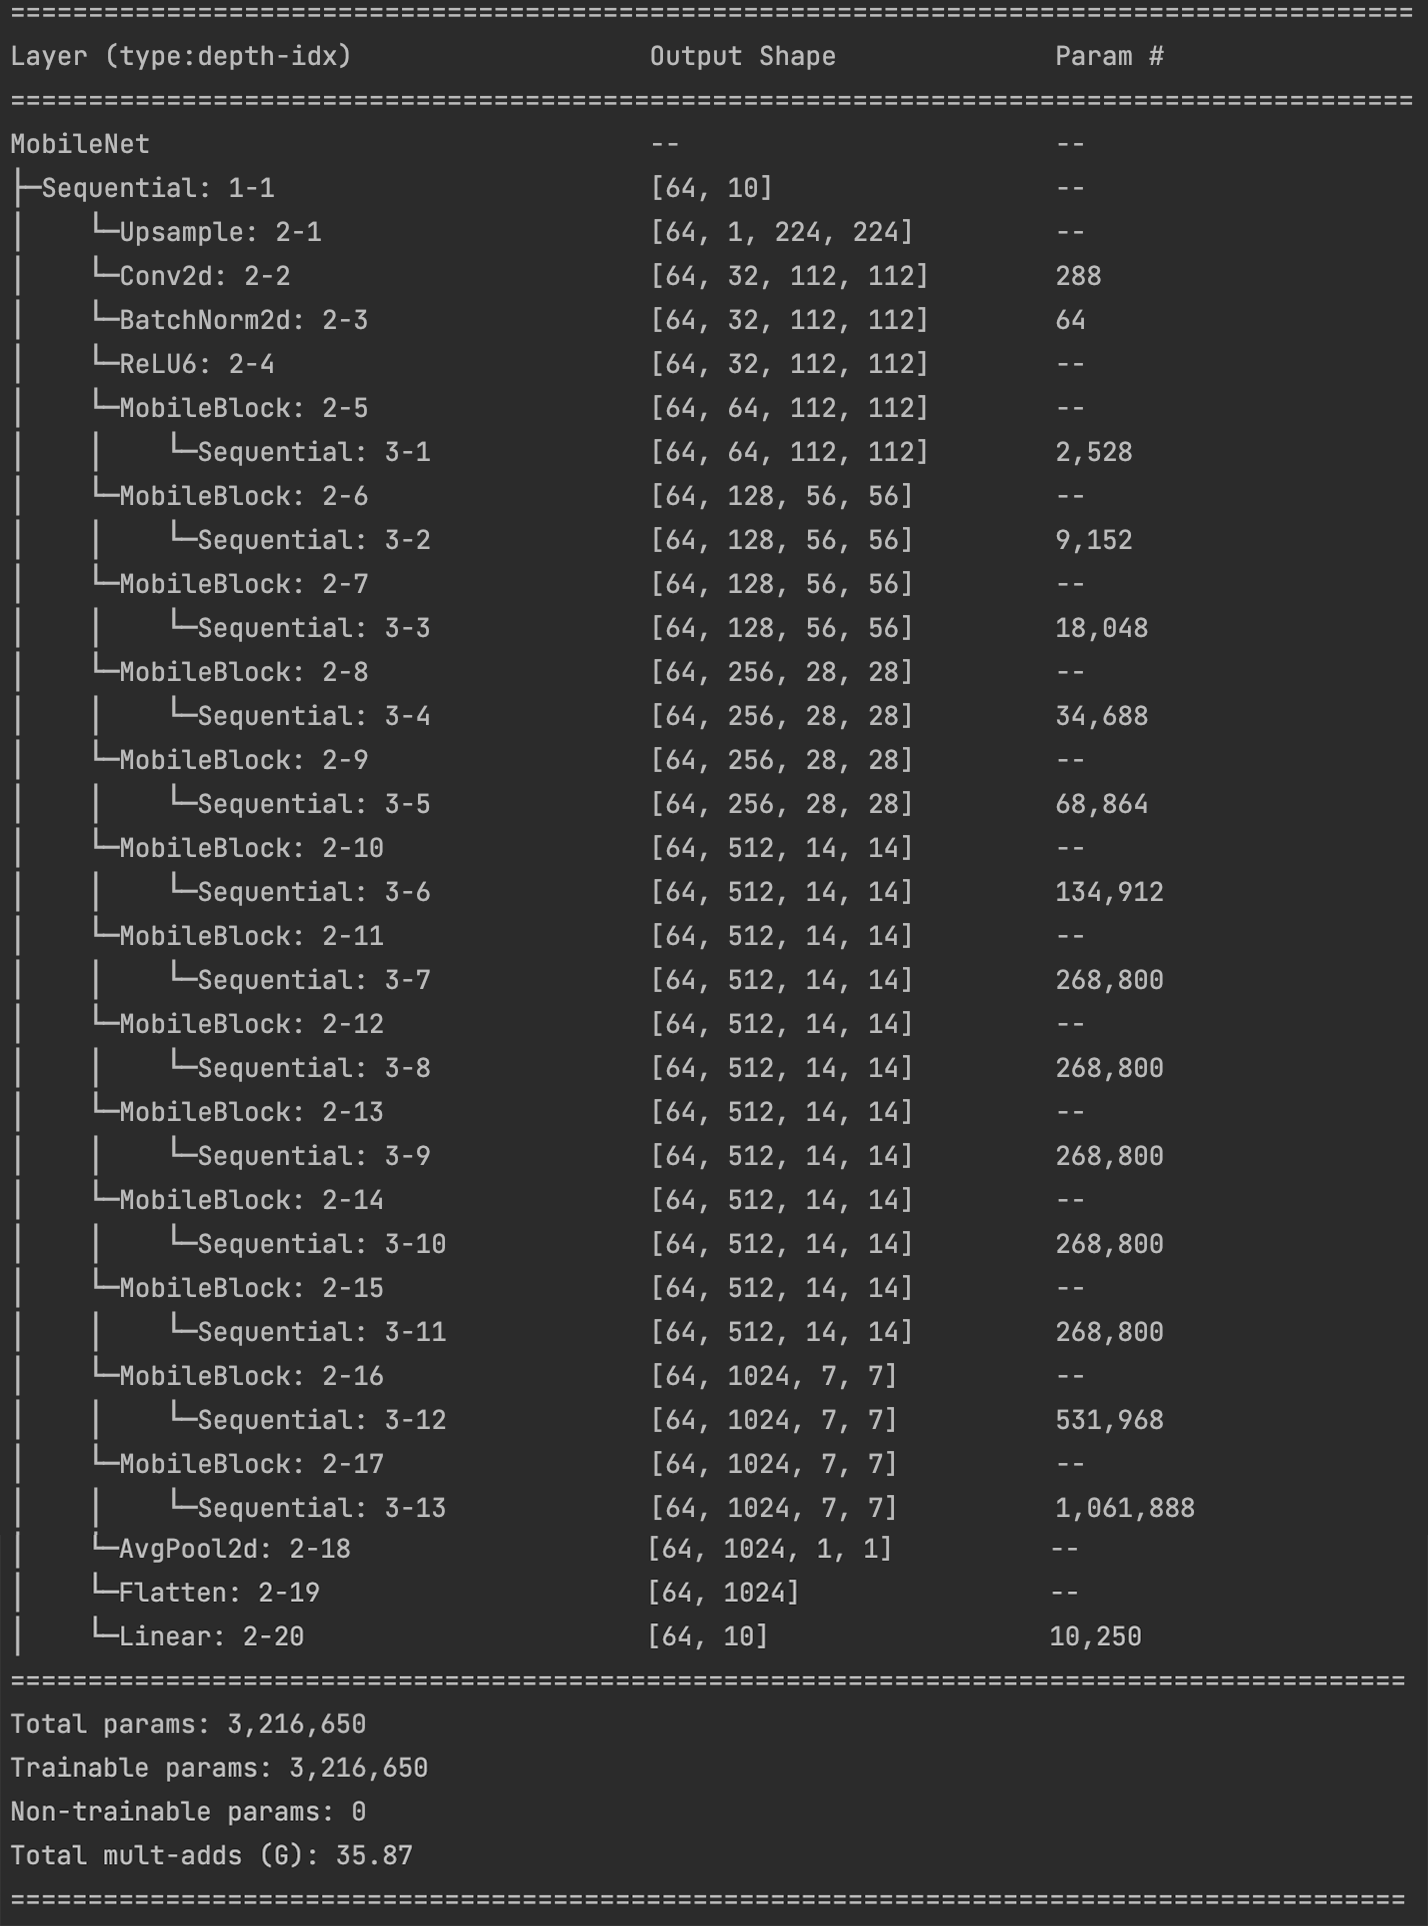 ==========================================================================================
Layer (type:depth-idx)                   Output Shape              Param #
==========================================================================================
MobileNet                                --                        --
├─Sequential: 1-1                        [64, 10]                  --
│    └─Upsample: 2-1                     [64, 1, 224, 224]         --
│    └─Conv2d: 2-2                       [64, 32, 112, 112]        288
│    └─BatchNorm2d: 2-3                  [64, 32, 112, 112]        64
│    └─ReLU6: 2-4                        [64, 32, 112, 112]        --
│    └─MobileBlock: 2-5                  [64, 64, 112, 112]        --
│    │    └─Sequential: 3-1              [64, 64, 112, 112]        2,528
│    └─MobileBlock: 2-6                  [64, 128, 56, 56]         --
│    │    └─Sequential: 3-2              [64, 128, 56, 56]         9,152
│    └─MobileBlock: 2-7                  [64, 128, 56, 56]         --
│    │    └─Sequential: 3-3              [64, 128, 56, 56]         18,048
│    └─MobileBlock: 2-8                  [64, 256, 28, 28]         --
│    │    └─Sequential: 3-4              [64, 256, 28, 28]         34,688
│    └─MobileBlock: 2-9                  [64, 256, 28, 28]         --
│    │    └─Sequential: 3-5              [64, 256, 28, 28]         68,864
│    └─MobileBlock: 2-10                 [64, 512, 14, 14]         --
│    │    └─Sequential: 3-6              [64, 512, 14, 14]         134,912
│    └─MobileBlock: 2-11                 [64, 512, 14, 14]         --
│    │    └─Sequential: 3-7              [64, 512, 14, 14]         268,800
│    └─MobileBlock: 2-12                 [64, 512, 14, 14]         --
│    │    └─Sequential: 3-8              [64, 512, 14, 14]         268,800
│    └─MobileBlock: 2-13                 [64, 512, 14, 14]         --
│    │    └─Sequential: 3-9              [64, 512, 14, 14]         268,800
│    └─MobileBlock: 2-14                 [64, 512, 14, 14]         --
│    │    └─Sequential: 3-10             [64, 512, 14, 14]         268,800
│    └─MobileBlock: 2-15                 [64, 512, 14, 14]         --
│    │    └─Sequential: 3-11             [64, 512, 14, 14]         268,800
│    └─MobileBlock: 2-16                 [64, 1024, 7, 7]          --
│    │    └─Sequential: 3-12             [64, 1024, 7, 7]          531,968
│    └─MobileBlock: 2-17                 [64, 1024, 7, 7]          --
│    │    └─Sequential: 3-13             [64, 1024, 7, 7]          1,061,888
│    └─AvgPool2d: 2-18                   [64, 1024, 1, 1]          --
│    └─Flatten: 2-19                     [64, 1024]                --
│    └─Linear: 2-20                      [64, 10]                  10,250
==========================================================================================
Total params: 3,216,650
Trainable params: 3,216,650
Non-trainable params: 0
Total mult-adds (G): 35.87
==========================================================================================